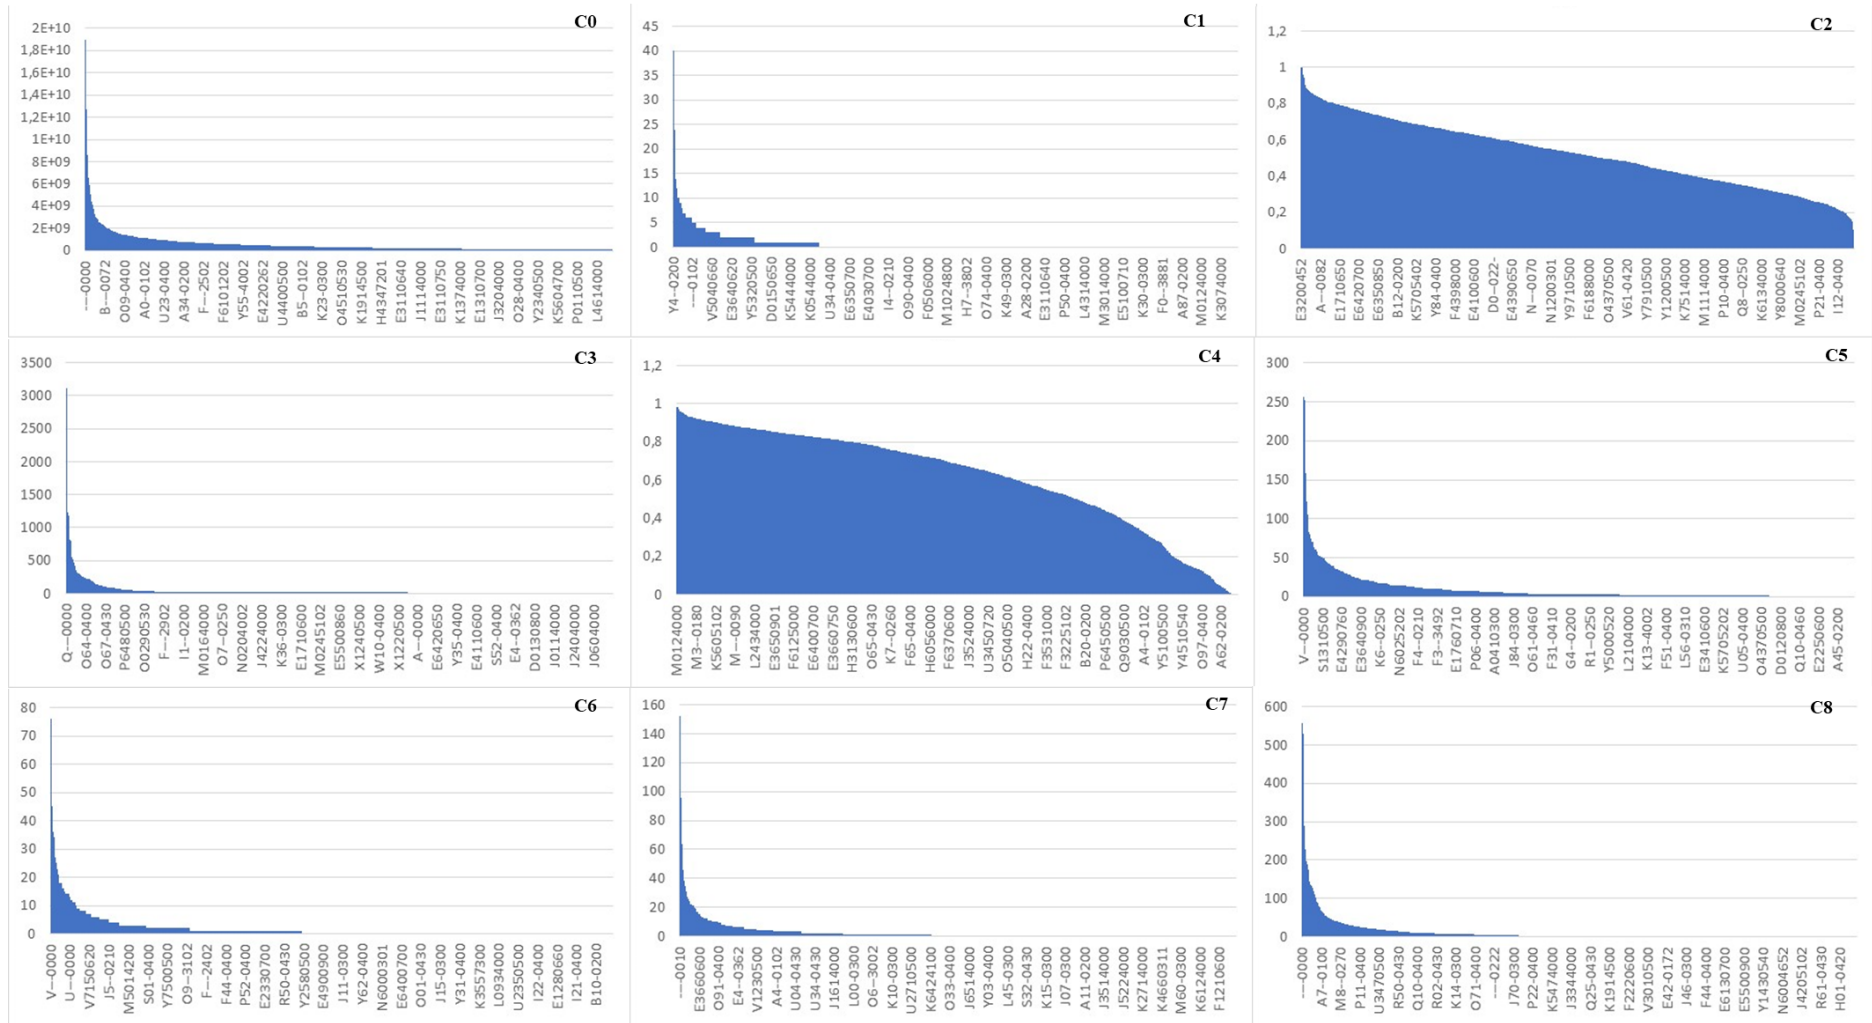 C0
2E+10
1,8E+10
1,6E+10
1,4E+10
1,2E+10
1E+10
8E+09
6E+09
4E+09
2E+09
0
----0000
B---0072
O09-0400
A0--0102
U23-0400
A34-0200
F---2502
F6101202
Y55-4002
E4220262
U4400500
B5--0102
K23-0300
O4510530
K1914500
H4347201
E3110640
J1114000
E3110750
K1374000
E1310700
J3204000
O28-0400
Y2340500
K5604700
P0110500
L4614000
C1
45
40
35
30
25
20
15
10
5
0
Y4--0200
----0102
V5040660
E3640620
Y5320500
D0150650
K5444000
K0544000
U34-0400
E6350700
E4030700
I4--0210
O90-0400
F0506000
M1024800
H7--3802
O74-0400
K49-0300
A28-0200
E3110640
P50-0400
L4314000
M3014000
E5100710
K30-0300
F0--3881
A87-0200
M0124000
K3074000
C2
1,2
1
0,8
0,6
0,4
0,2
0
E3200452
A---0082
E1710650
E6420700
E6350850
B12-0200
K5705402
Y84-0400
F4398000
E4100600
D0--022-
E4390650
N---0070
N1200301
Y9710500
F6188000
O4370500
V61-0420
Y7910500
Y1200500
K7514000
M1114000
P10-0400
Q8--0250
K6134000
Y8000640
M0245102
P21-0400
I12-0400
C3
3500
3000
2500
2000
1500
1000
500
0
Q---0000
O64-0400
O67-0430
P6480500
O0290530
F---2902
I1--0200
M0164000
O7--0250
N0204002
J4224000
K36-0300
E1710600
M0245102
E5500860
X1240500
W10-0400
X1220500
A---0400
E6420650
Y35-0400
E4110600
S52-0400
E4--0362
D0130800
J0114000
J2404000
J0604000
C4
1,2
1
0,8
0,6
0,4
0,2
0
M0124000
M3--0180
K5605102
M---0090
L2434000
E3650901
F6125000
E6400700
E3660750
H3130600
O65-0430
K7--0260
F65-0400
H6056000
F6370600
J3524000
U3450720
O5040500
H22-0400
F3531000
F3225102
B20-0200
P6450500
Q9030500
A4--0102
Y5100500
Y4510540
O97-0400
A62-0200
C5
300
250
200
150
100
50
0
V---0000
S1310500
E4290760
E3640900
K6--0250
N6025202
F4--0210
F3--3492
E1760710
P06-0400
A0410300
J84-0300
O61-0460
F31-0410
G4--0200
R1--0250
Y5000520
L2104000
K13-4002
F51-0400
L56-0310
E3410600
K5705202
U05-0400
O4370500
D0120800
Q10-0460
E2250600
A45-0200
C6
80
70
60
50
40
30
20
10
0
V---0000
U---0000
V7150620
J5--0210
M5014200
S01-0400
Y7500500
O9--3102
F---2402
F44-0400
P52-0400
E2330700
R50-0430
Y2580500
E4900900
J11-0300
Y62-0400
N6000301
E6400700
O01-0430
J15-0300
Y31-0400
K3557300
L0934000
U2350500
I22-0400
E1280660
I21-0400
B10-0200
C7
160
140
120
100
80
60
40
20
0
----0010
E3660600
O91-0400
E4--0362
V1230500
A4--0102
U04-0430
U34-0430
J1614000
L00-0300
O6--3002
U2710500
K6424100
O33-0400
J6514000
Y03-0400
L45-0300
S32-0430
K15-0300
J07-0300
A11-0200
J3514000
J5224000
K2714000
K4660311
M60-0300
K6124000
F1210600
C8
600
500
400
300
200
100
0
----0000
A7--0100
M8--0270
P11-0400
U3470500
R50-0430
Q10-0400
R02-0430
K14-0300
O71-0400
----0222
J70-0300
P22-0400
K5474000
J3344000
Q25-0430
K1914500
F2220600
V3010500
E42-0172
J46-0300
F44-0400
E6130700
E5500900
Y1430540
N6004652
J4205102
R61-0430
H01-0420